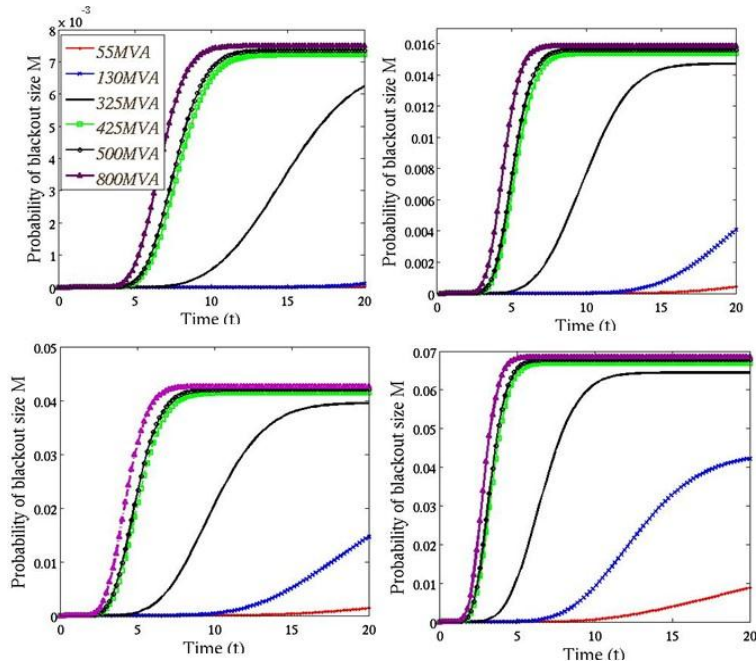 × 10⁻³
8
7
6
5
4
3
2
1
0
Probability of blackout size M
55MVA
130MVA
325MVA
425MVA
500MVA
800MVA
0 5 10 15 20
Time (t)
0.016
0.014
0.012
0.01
0.008
0.006
0.004
0.002
0
Probability of blackout size M
0 5 10 15 20
Time (t)
0.05
0.04
0.03
0.02
0.01
0
Probability of blackout size M
0 5 10 15 20
Time (t)
0.07
0.06
0.05
0.04
0.03
0.02
0.01
0
Probability of blackout size M
0 5 10 15 20
Time (t)